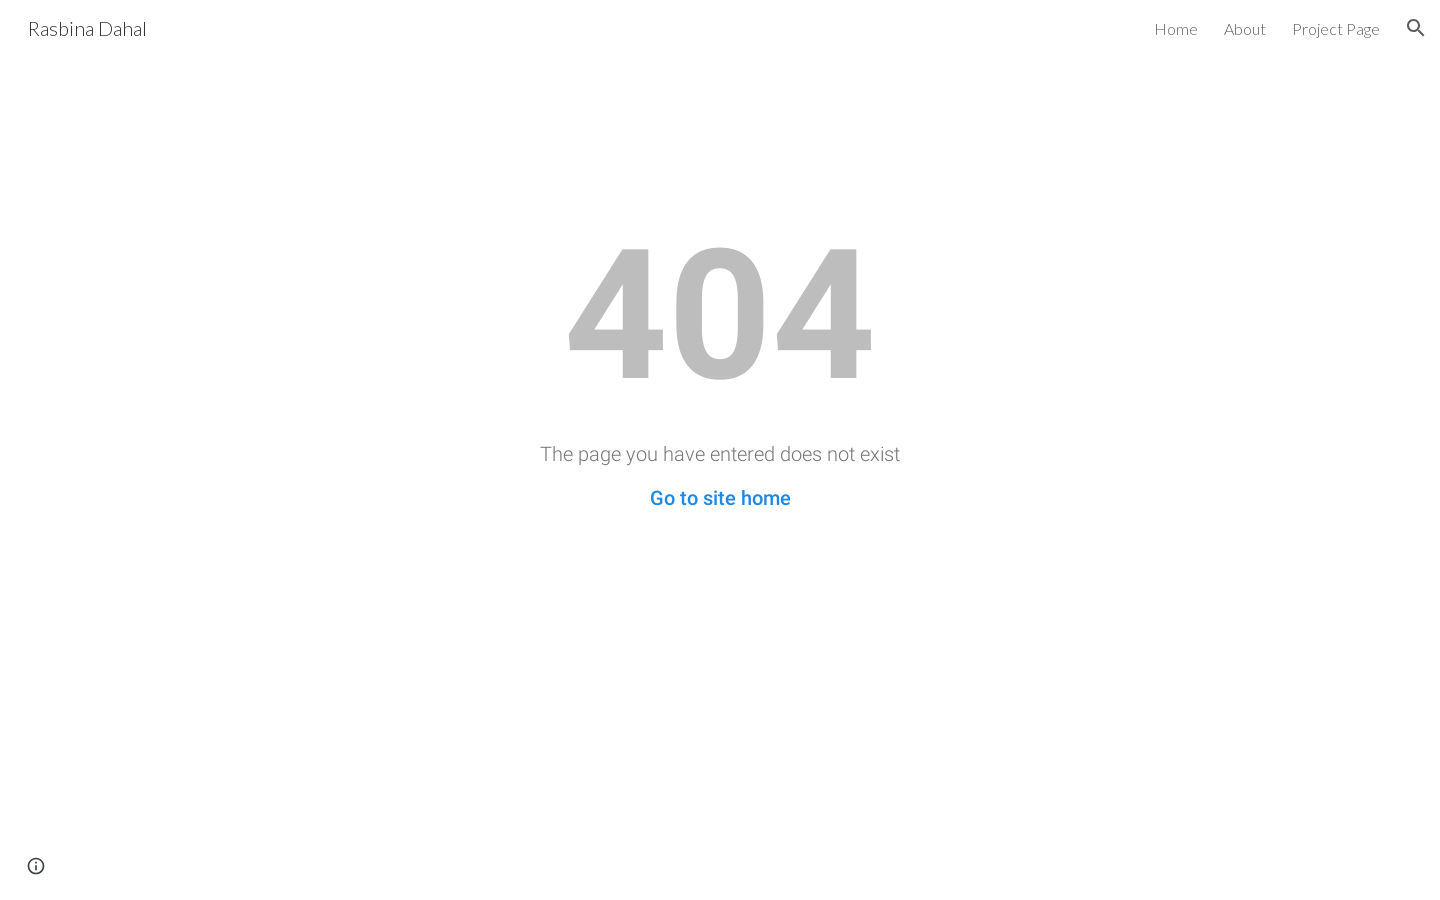 Rasbina Dahal
Home About Project Page
404
The page you have entered does not exist
Go to site home